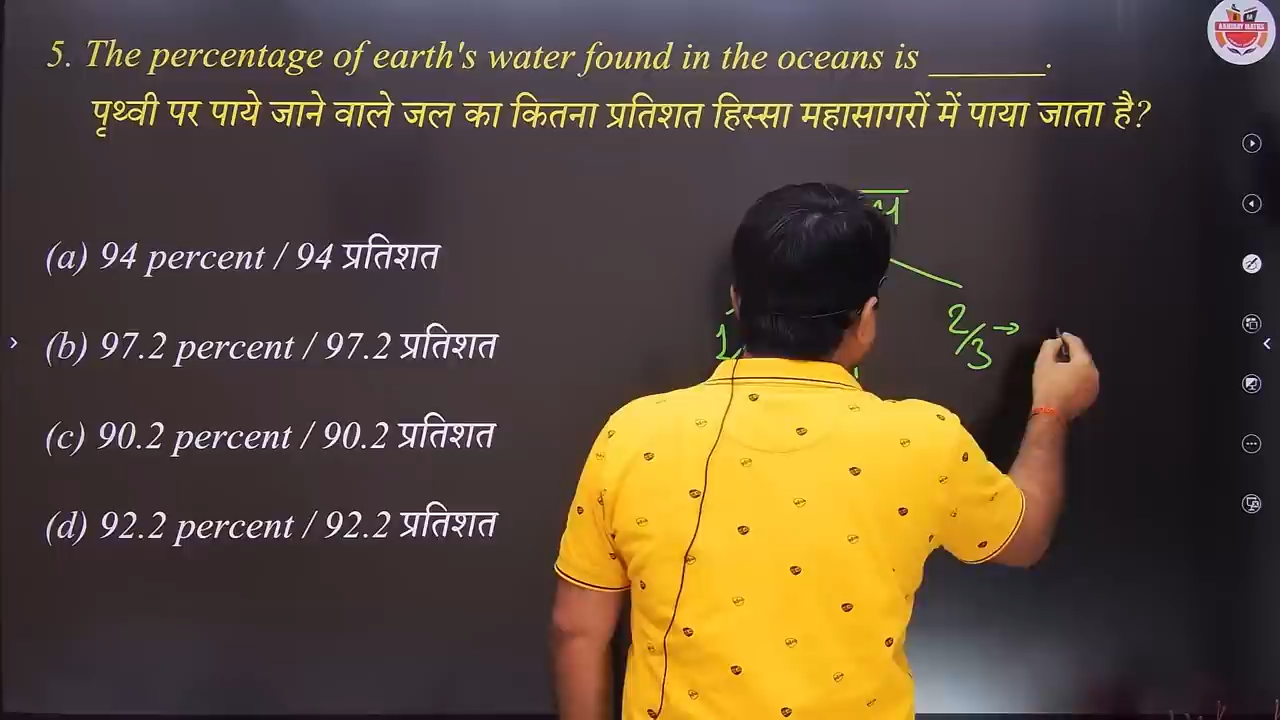 5. The percentage of earth's water found in the oceans is ______.
पृथ्वी पर पाये जाने वाले जल का कितना प्रतिशत हिस्सा महासागरों में पाया जाता है?
(a) 94 percent / 94 प्रतिशत
(b) 97.2 percent / 97.2 प्रतिशत
(c) 90.2 percent / 90.2 प्रतिशत
(d) 92.2 percent / 92.2 प्रतिशत
2/3 →